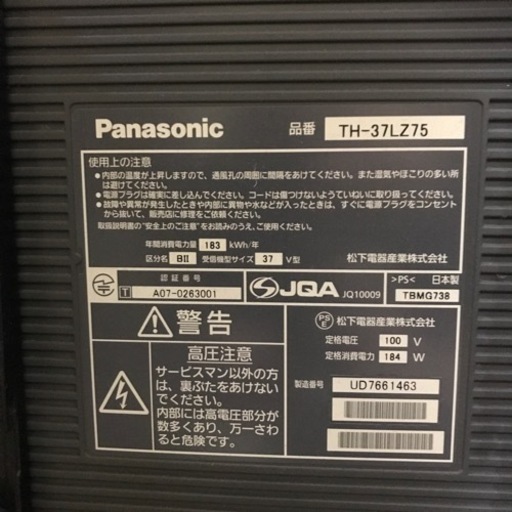 Panasonic 品番 TH-37LZ75
使用上の注意
●内部の温度が上昇しますので、通風孔の周囲に間隔をあけてください。また湿気やほこりの多い所
は避けてください。
●電源プラグは確実に差し込んでください。コードは傷つけないようていねいに取り扱ってください。
●故障や異常が発生したときや内部に異物や水などが入ったときは、すぐに電源プラグをコンセント
から抜いて、販売店に修理をご依頼ください。
取扱説明書の"安全上のご注意"をお読みのうえ、ご使用ください。
年間消費電力量 183 kWh/年
区分名 BII 受信機型サイズ 37 V型
松下電器産業株式会社
認証番号
T A07-0263001
JQA JQ10009
>PS< 日本製
TBMG738
警告
高圧注意
サービスマン以外の方
は、裏ぶたをあけない
でください。
内部には高電圧部分が
数多くあり、万一さわ
ると危険です。
PSE 松下電器産業株式会社
定格電圧 100 V
定格消費電力 184 W
製造番号 UD7661463